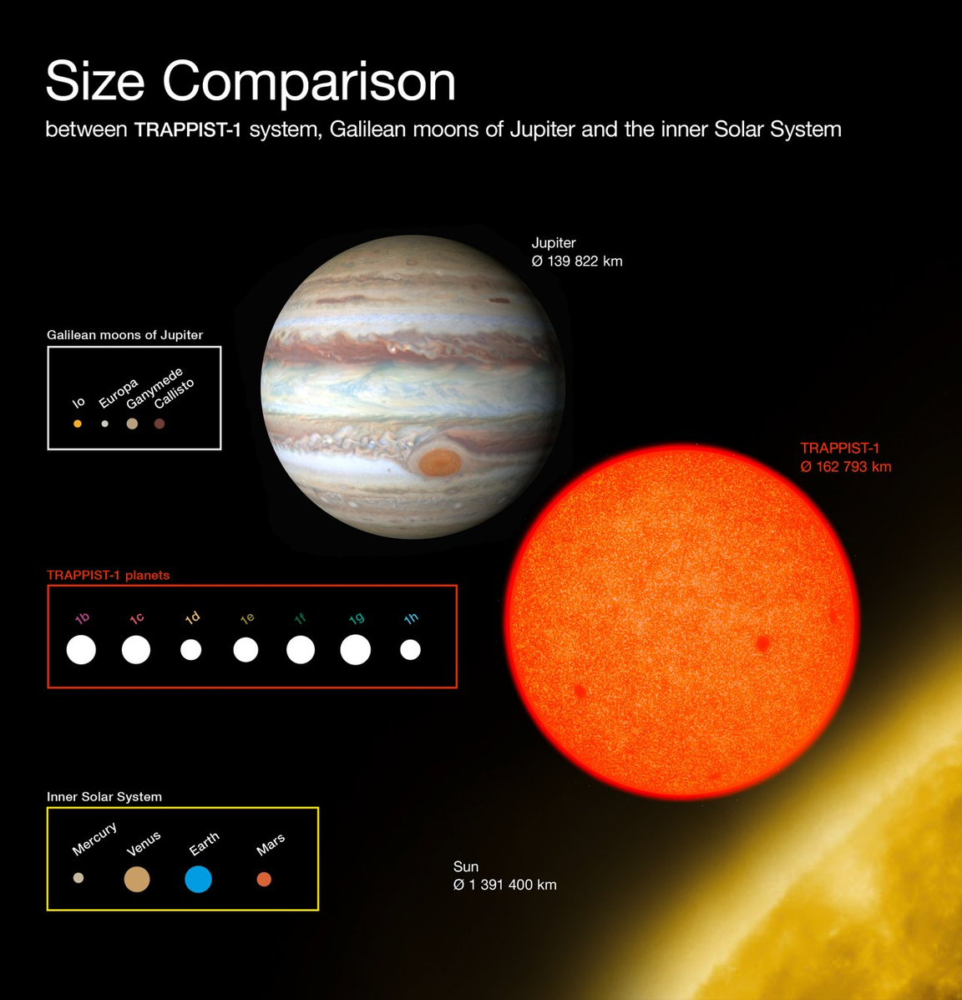 Size Comparison
between TRAPPIST-1 system, Galilean moons of Jupiter and the inner Solar System
Jupiter
Ø 139 822 km
Galilean moons of Jupiter
Io
Europa
Ganymede
Callisto
TRAPPIST-1
Ø 162 793 km
TRAPPIST-1 planets
1b
1c
1d
1e
1f
1g
1h
Inner Solar System
Mercury
Venus
Earth
Mars
Sun
Ø 1 391 400 km